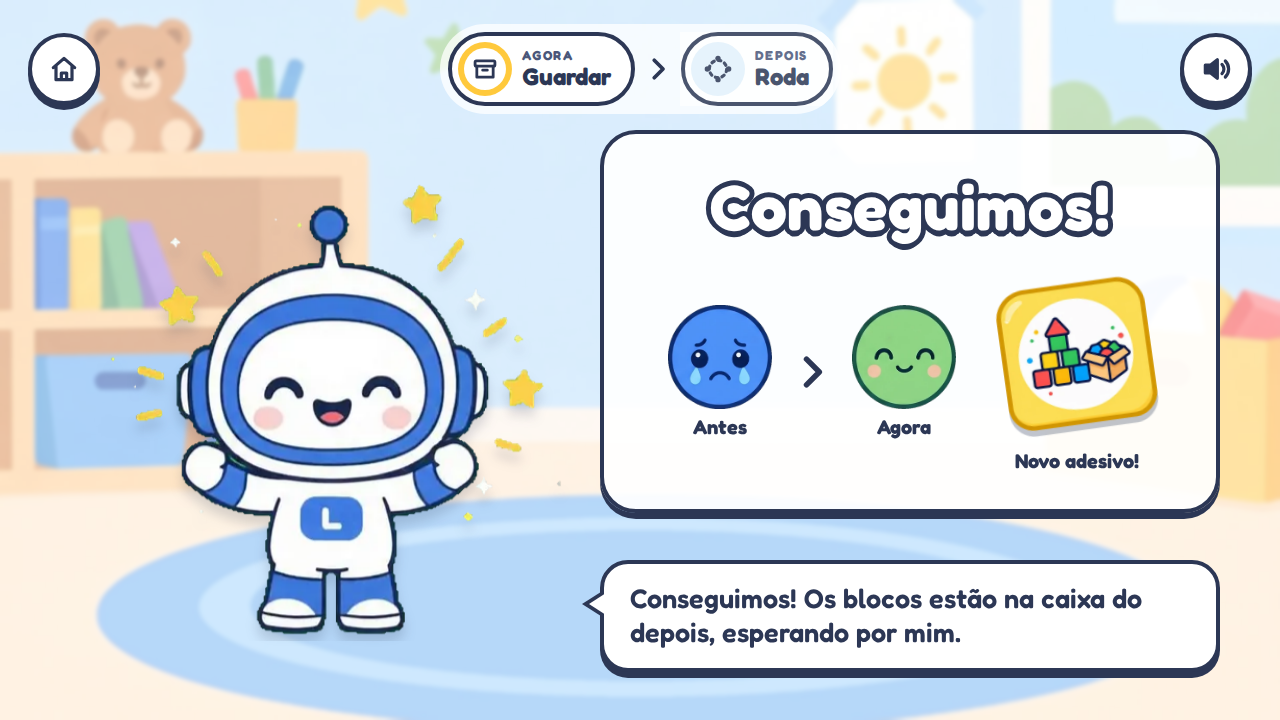 AGORA
Guardar
DEPOIS
Roda
Conseguimos!
Antes
Agora
Novo adesivo!
L
Conseguimos! Os blocos estão na caixa do
depois, esperando por mim.